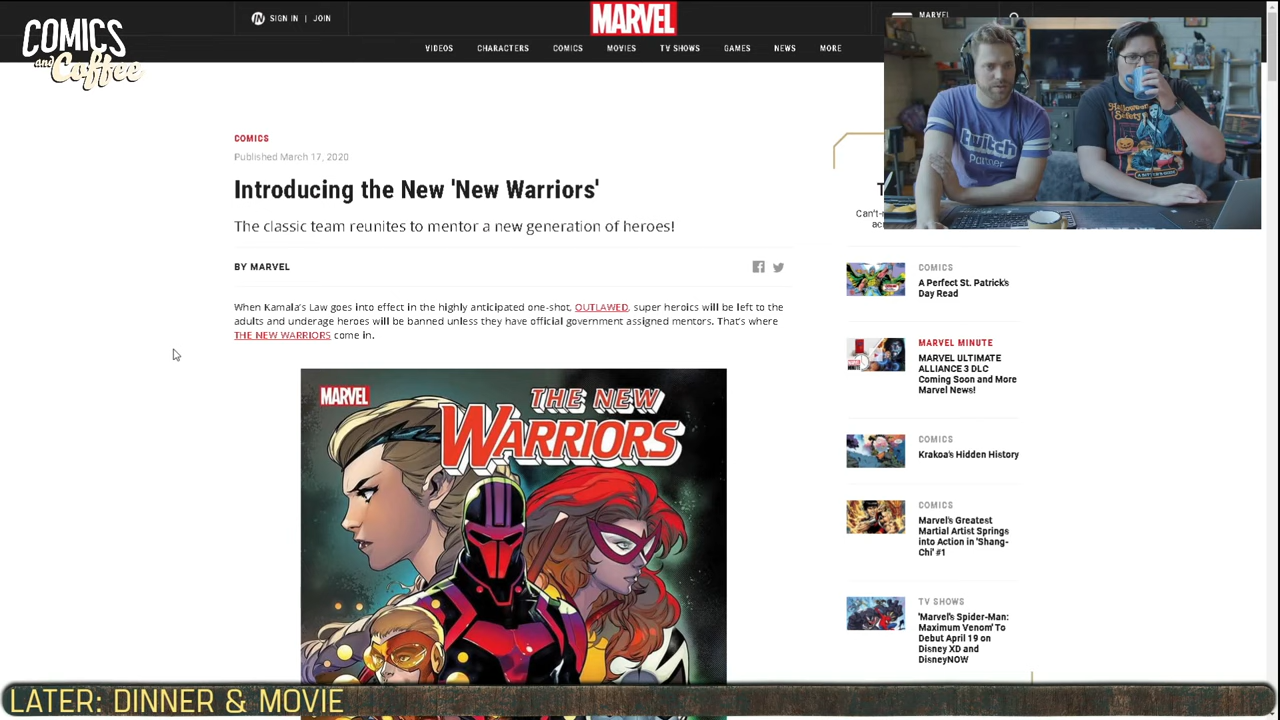 COMICS
and Coffee
SIGN IN | JOIN
MARVEL
MARVEL
VIDEOS CHARACTERS COMICS MOVIES TV SHOWS GAMES NEWS MORE
COMICS
Published March 17, 2020
Introducing the New 'New Warriors'
The classic team reunites to mentor a new generation of heroes!
BY MARVEL
When Kamala's Law goes into effect in the highly anticipated one-shot, OUTLAWED, super heroics will be left to the
adults and underage heroes will be banned unless they have official government assigned mentors. That's where
THE NEW WARRIORS come in.
MARVEL
THE NEW
WARRIORS
twitch
Partner
T
Can't-
ac
COMICS
A Perfect St. Patrick's
Day Read
MARVEL MINUTE
MARVEL ULTIMATE
ALLIANCE 3 DLC
Coming Soon and More
Marvel News!
COMICS
Krakoa's Hidden History
COMICS
Marvel's Greatest
Martial Artist Springs
into Action in 'Shang-
Chi' #1
TV SHOWS
'Marvel's Spider-Man:
Maximum Venom' To
Debut April 19 on
Disney XD and
DisneyNOW
LATER: DINNER & MOVIE